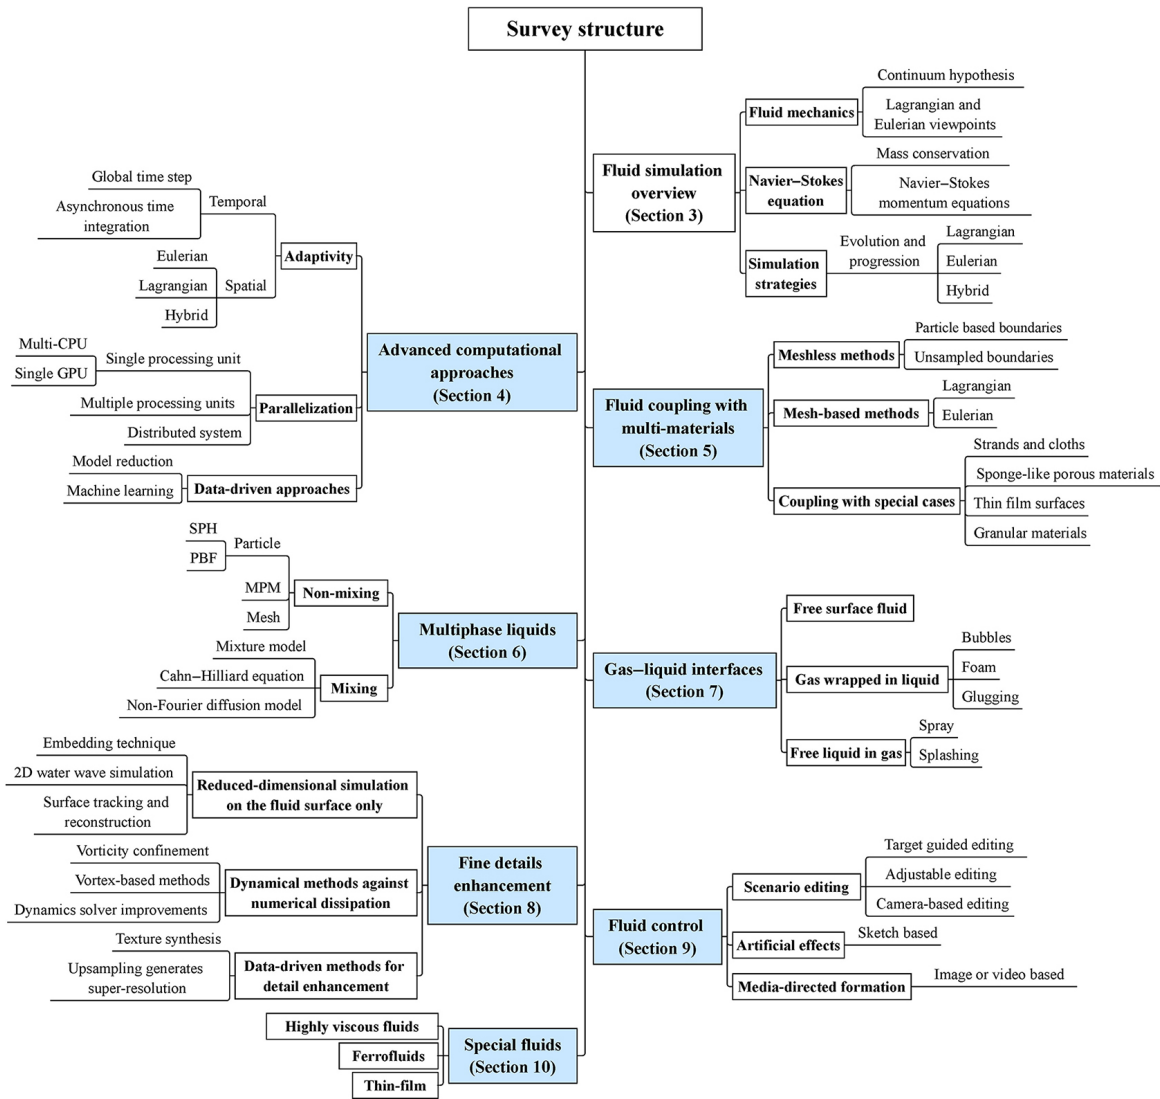 Survey structure
Fluid simulation
overview
(Section 3)
Fluid mechanics
Continuum hypothesis
Lagrangian and
Eulerian viewpoints
Navier–Stokes
equation
Mass conservation
Navier–Stokes
momentum equations
Simulation
strategies
Evolution and
progression
Lagrangian
Eulerian
Hybrid
Advanced computational
approaches
(Section 4)
Adaptivity
Temporal
Global time step
Asynchronous time
integration
Spatial
Eulerian
Lagrangian
Hybrid
Parallelization
Single processing unit
Multi-CPU
Single GPU
Multiple processing units
Distributed system
Data-driven approaches
Model reduction
Machine learning
Fluid coupling with
multi-materials
(Section 5)
Meshless methods
Particle based boundaries
Unsampled boundaries
Mesh-based methods
Lagrangian
Eulerian
Coupling with special cases
Strands and cloths
Sponge-like porous materials
Thin film surfaces
Granular materials
Multiphase liquids
(Section 6)
Non-mixing
Particle
SPH
PBF
MPM
Mesh
Mixing
Mixture model
Cahn–Hilliard equation
Non-Fourier diffusion model
Gas–liquid interfaces
(Section 7)
Free surface fluid
Gas wrapped in liquid
Bubbles
Foam
Glugging
Free liquid in gas
Spray
Splashing
Fine details
enhancement
(Section 8)
Reduced-dimensional simulation
on the fluid surface only
Embedding technique
2D water wave simulation
Surface tracking and
reconstruction
Dynamical methods against
numerical dissipation
Vorticity confinement
Vortex-based methods
Dynamics solver improvements
Data-driven methods for
detail enhancement
Texture synthesis
Upsampling generates
super-resolution
Fluid control
(Section 9)
Scenario editing
Target guided editing
Adjustable editing
Camera-based editing
Artificial effects
Sketch based
Media-directed formation
Image or video based
Special fluids
(Section 10)
Highly viscous fluids
Ferrofluids
Thin-film